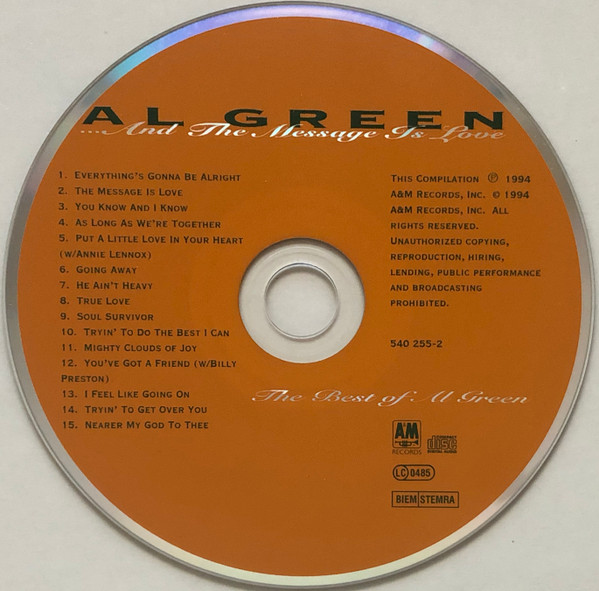 AL GREEN
...And The Message Is Love
1. Everything's Gonna Be Alright
2. The Message Is Love
3. You Know And I Know
4. As Long As We're Together
5. Put A Little Love In Your Heart
(w/Annie Lennox)
6. Going Away
7. He Ain't Heavy
8. True Love
9. Soul Survivor
10. Tryin' To Do The Best I Can
11. Mighty Clouds of Joy
12. You've Got A Friend (w/Billy
Preston)
13. I Feel Like Going On
14. Tryin' To Get Over You
15. Nearer My God To Thee
This Compilation ℗ 1994
A&M Records, Inc. © 1994
A&M Records, Inc. All
rights reserved.
Unauthorized copying,
reproduction, hiring,
lending, public performance
and broadcasting
prohibited.
540 255-2
The Best of Al Green
A&M
RECORDS
COMPACT
disc
DIGITAL AUDIO
LC 0485
BIEM STEMRA